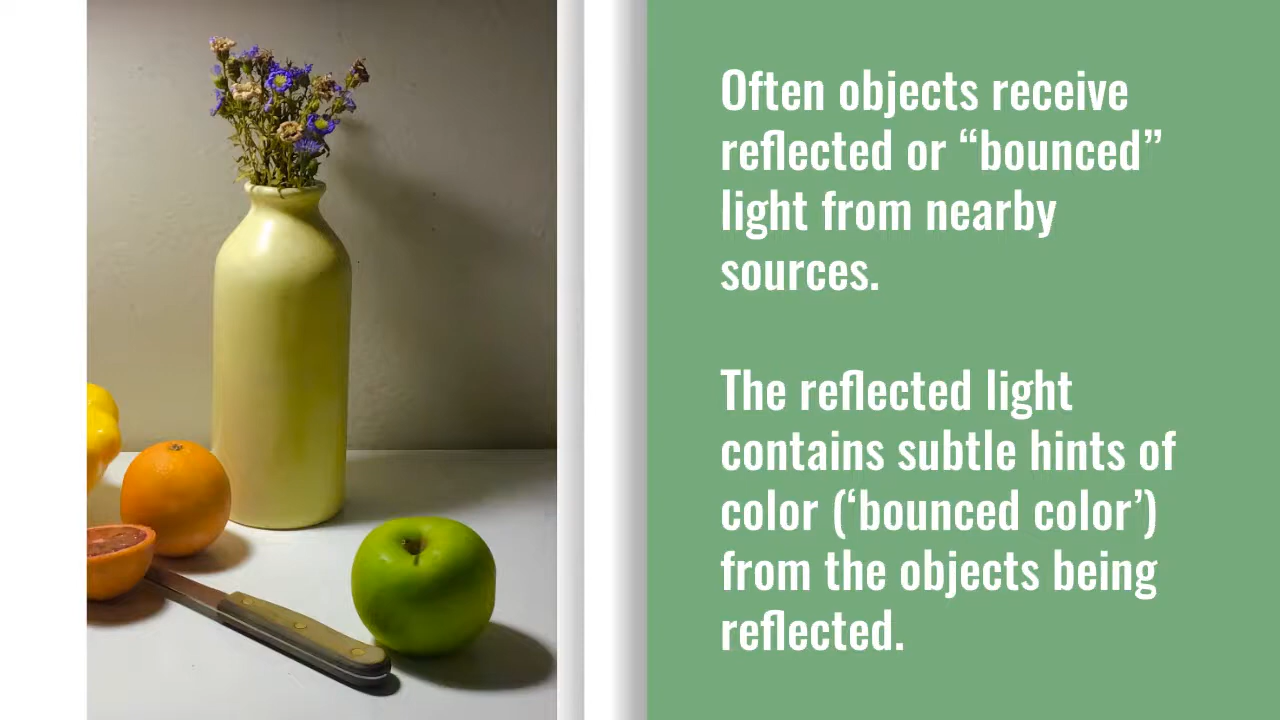 Often objects receive
reflected or “bounced”
light from nearby
sources.
The reflected light
contains subtle hints of
color (‘bounced color’)
from the objects being
reflected.